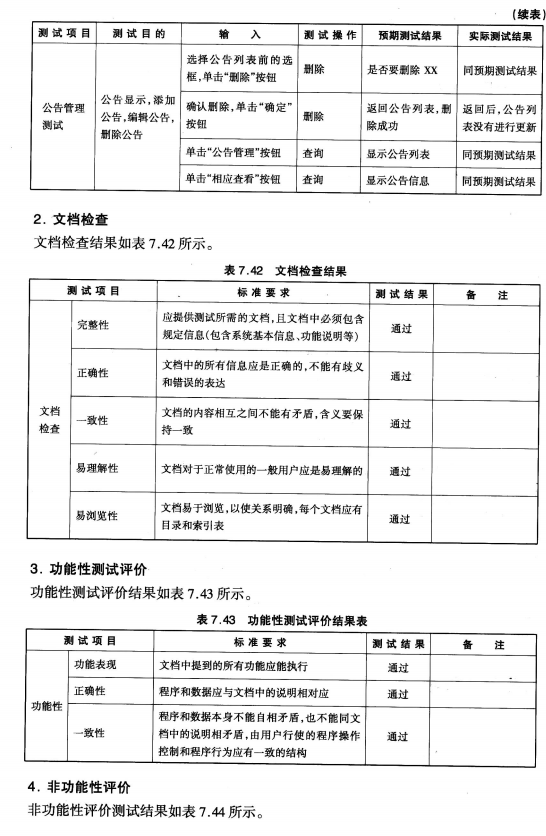 (续表)
测试项目 测试目的 输入 测试操作 预期测试结果 实际测试结果
公告管理
测试
公告显示,添加
公告,编辑公告,
删除公告
选择公告列表前的选
框,单击“删除”按钮
删除
是否要删除 XX
同预期测试结果
确认删除,单击“确定”
按钮
删除
返回公告列表,删
除成功
返回后,公告列
表没有进行更新
单击“公告管理”按钮 查询 显示公告列表 同预期测试结果
单击“相应查看”按钮 查询 显示公告信息 同预期测试结果
2. 文档检查
文档检查结果如表 7.42 所示。
表 7.42 文档检查结果
测试项目 标准要求 测试结果 备注
文档
检查
完整性
应提供测试所需的文档,且文档中必须包含
规定信息(包含系统基本信息、功能说明等)
通过
正确性
文档中的所有信息应是正确的,不能有歧义
和错误的表达
通过
一致性
文档的内容相互之间不能有矛盾,含义要保
持一致
通过
易理解性 文档对于正常使用的一般用户应是易理解的 通过
易浏览性
文档易于浏览,以使关系明确,每个文档应有
目录和索引表
通过
3. 功能性测试评价
功能性测试评价结果如表 7.43 所示。
表 7.43 功能性测试评价结果表
测试项目 标准要求 测试结果 备注
功能性
功能表现 文档中提到的所有功能应能执行 通过
正确性 程序和数据应与文档中的说明相对应 通过
一致性
程序和数据本身不能自相矛盾,也不能同文
档中的说明相矛盾,由用户行使的程序操作
控制和程序行为应有一致的结构
通过
4. 非功能性评价
非功能性评价测试结果如表 7.44 所示。